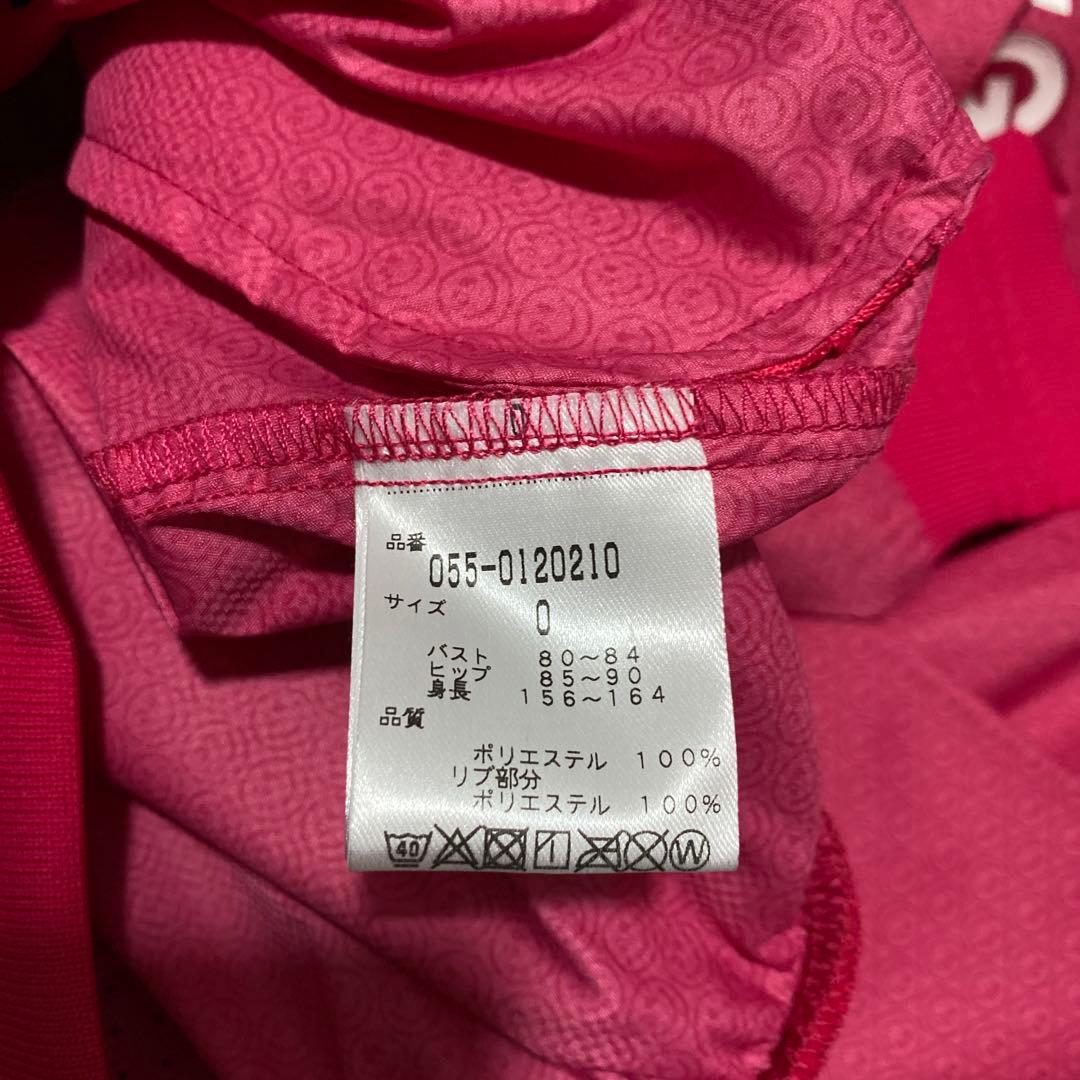 品番
055-0120210
サイズ
0
バスト 80～84
ヒップ 85～90
身長 156～164
品質
ポリエステル 100%
リブ部分
ポリエステル 100%
40
W